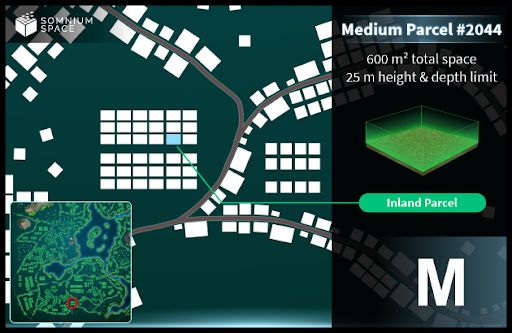 SOMNIUM
SPACE
Medium Parcel #2044
600 m² total space
25 m height & depth limit
Inland Parcel
M